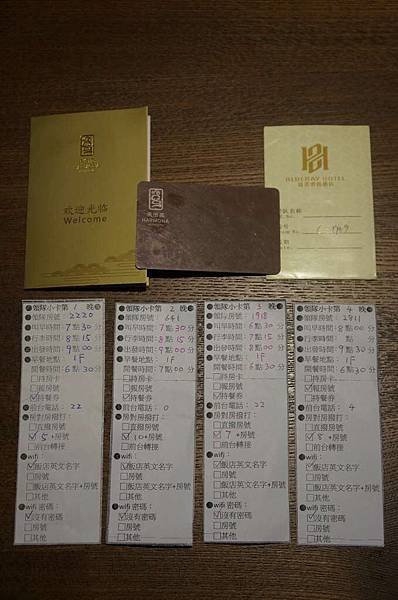 欢迎光临
Welcome
HARMONA
BLDERAY HOTEL
领隊小卡第 1 晚
领隊房號: 2220
叫早時間: 7點30分
行李時間: 8點15分
出發時間: 9點00分
早餐地點: 1F
開餐時間: 6點30分
持房卡
報房號
持餐券
前台電話: 22
房對房撥打:
直撥房號
5+房號
前台轉接
wifi:
飯店英文名字
房號
飯店英文名字+房號
其他
wifi 密碼:
沒有密碼
房號
其他
領隊小卡第 2 晚
領隊房號: 641
叫早時間: 7點30分
行李時間: 8點15分
出發時間: 9點00分
早餐地點: 1F
開餐時間: 7點00分
持房卡
報房號
持餐券
前台電話: 0
房對房撥打:
直撥房號
10+房號
前台轉接
wifi:
飯店英文名字
房號
飯店英文名字+房號
其他
wifi 密碼:
沒有密碼
房號
其他
領隊小卡第 3 晚
領隊房號: 1918
叫早時間: 7點30分
行李時間: 8點15分
出發時間: 9點00分
早餐地點: 1F
開餐時間: 6點30分
持房卡
報房號
持餐券
前台電話: 22
房對房撥打:
直撥房號
7+房號
前台轉接
wifi:
飯店英文名字
房號
飯店英文名字+房號
其他
wifi 密碼:
沒有密碼
房號
其他
領隊小卡第 4 晚
領隊房號: 2911
叫早時間: 8點00分
行李時間: 點 分
出發時間: 點30分
早餐地點: 1F
開餐時間: 6點30分
持房卡
報房號
持餐券
前台電話: 4
房對房撥打:
直撥房號
8+房號
前台轉接
wifi:
飯店英文名字
房號
飯店英文名字+房號
其他
wifi 密碼:
沒有密碼
房號
其他